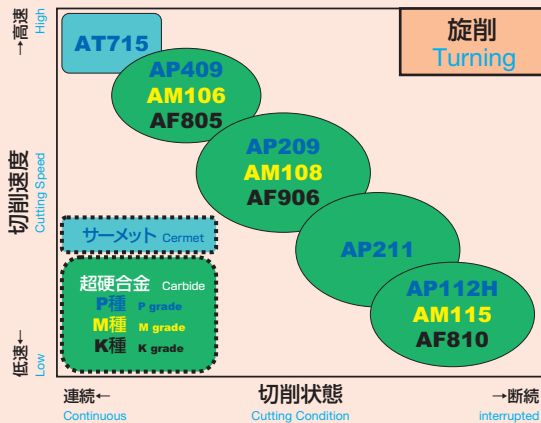 →高速
High
切削速度
Cutting Speed
低速←
Low
旋削
Turning
AT715
AP409
AM106
AF805
AP209
AM108
AF906
AP211
AP112H
AM115
AF810
サーメット Cermet
超硬合金 Carbide
P種 P grade
M種 M grade
K種 K grade
連続← 切削状態 →断続
Continuous Cutting Condition interrupted